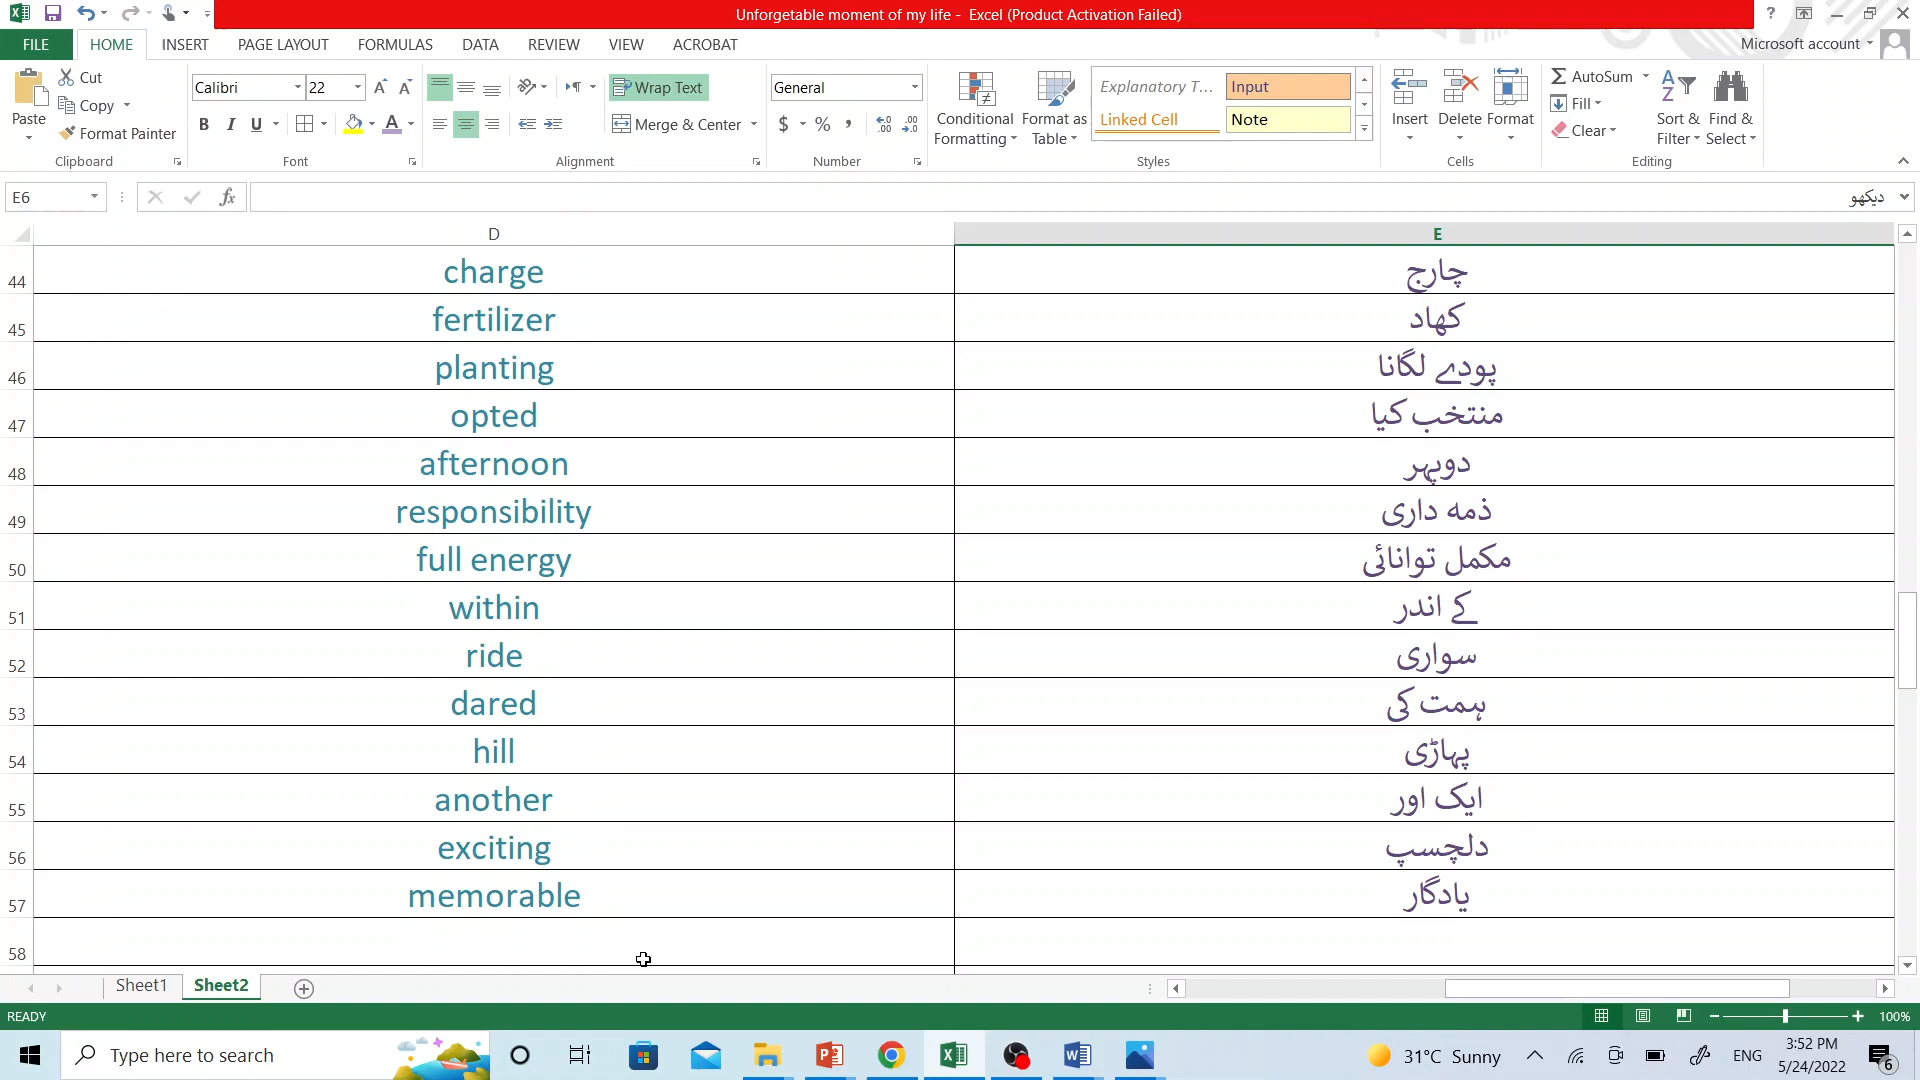 Unforgetable moment of my life - Excel (Product Activation Failed)
FILE HOME INSERT PAGE LAYOUT FORMULAS DATA REVIEW VIEW ACROBAT Microsoft account
Paste Cut Copy Format Painter Clipboard
Calibri 22 B I U Font
Wrap Text Merge & Center Alignment
General $ % , Number
Conditional Formatting Format as Table Explanatory T... Input Linked Cell Note Styles
Insert Delete Format Cells
AutoSum Fill Clear Sort & Filter Find & Select Editing
E6 fx دیکھو
D E
44 charge چارج
45 fertilizer کھاد
46 planting پودے لگانا
47 opted منتخب کیا
48 afternoon دوپہر
49 responsibility ذمہ داری
50 full energy مکمل توانائی
51 within کے اندر
52 ride سواری
53 dared ہمت کی
54 hill پہاڑی
55 another ایک اور
56 exciting دلچسپ
57 memorable یادگار
58
Sheet1 Sheet2
READY 100%
Type here to search 31°C Sunny ENG 3:52 PM
5/24/2022 6